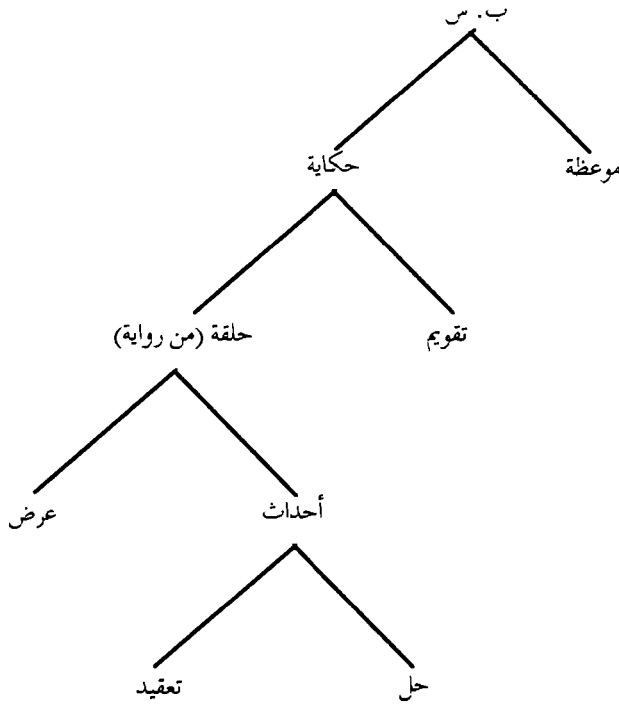 ب. س
موعظة
حكاية
تقويم
حلقة (من رواية)
أحداث
عرض
حل
تعقيد